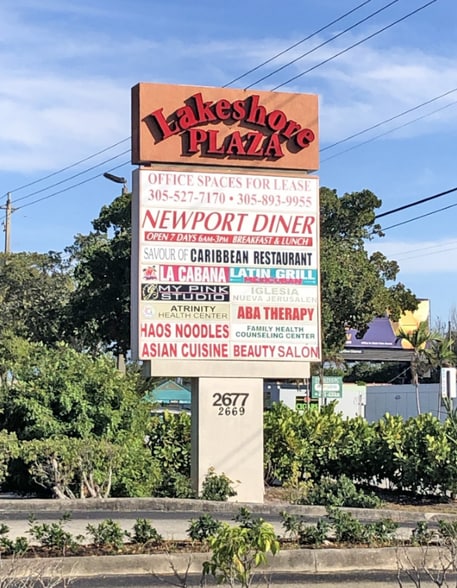 Lakeshore
PLAZA
OFFICE SPACES FOR LEASE
305-527-7170 • 305-893-9955
NEWPORT DINER
OPEN 7 DAYS 6AM-3PM BREAKFAST & LUNCH
SAVOUR OF CARIBBEAN RESTAURANT
LA CABANA LATIN GRILL
MY PINK
STUDIO
IGLESIA
NUEVA JERUSALEN
ATRINITY
HEALTH CENTER
ABA THERAPY
HAOS NOODLES
ASIAN CUISINE
FAMILY HEALTH
COUNSELING CENTER
BEAUTY SALON
2677
2669